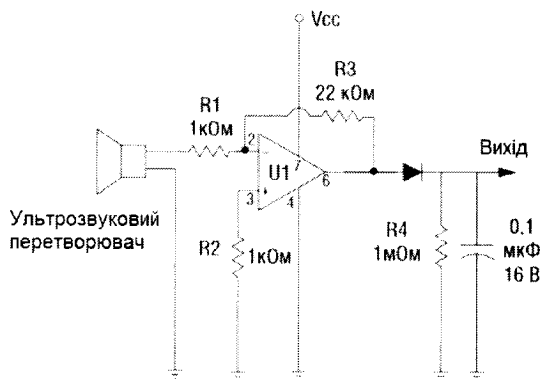 Vcc
R3
22 кОм
R1
1кОм
2
U1
7
6
3
4
Вихід
Ультрозвуковий
перетворювач
R2
1кОм
R4
1мОм
0,1
мкФ
16 В